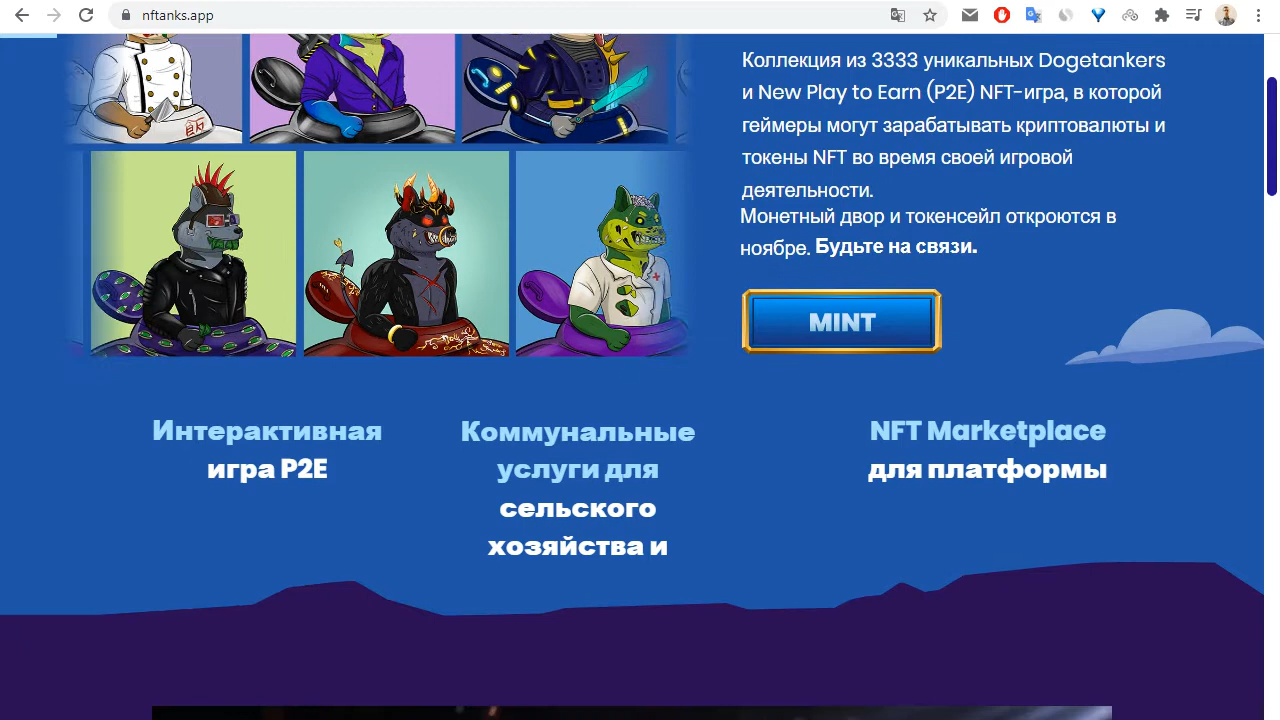 nftanks.app
Коллекция из 3333 уникальных Dogetankers
и New Play to Earn (P2E) NFT-игра, в которой
геймеры могут зарабатывать криптовалюты и
токены NFT во время своей игровой
деятельности.
Монетный двор и токенсейл откроются в
ноябре. Будьте на связи.
MINT
Интерактивная
игра P2E
Коммунальные
услуги для
сельского
хозяйства и
NFT Marketplace
для платформы